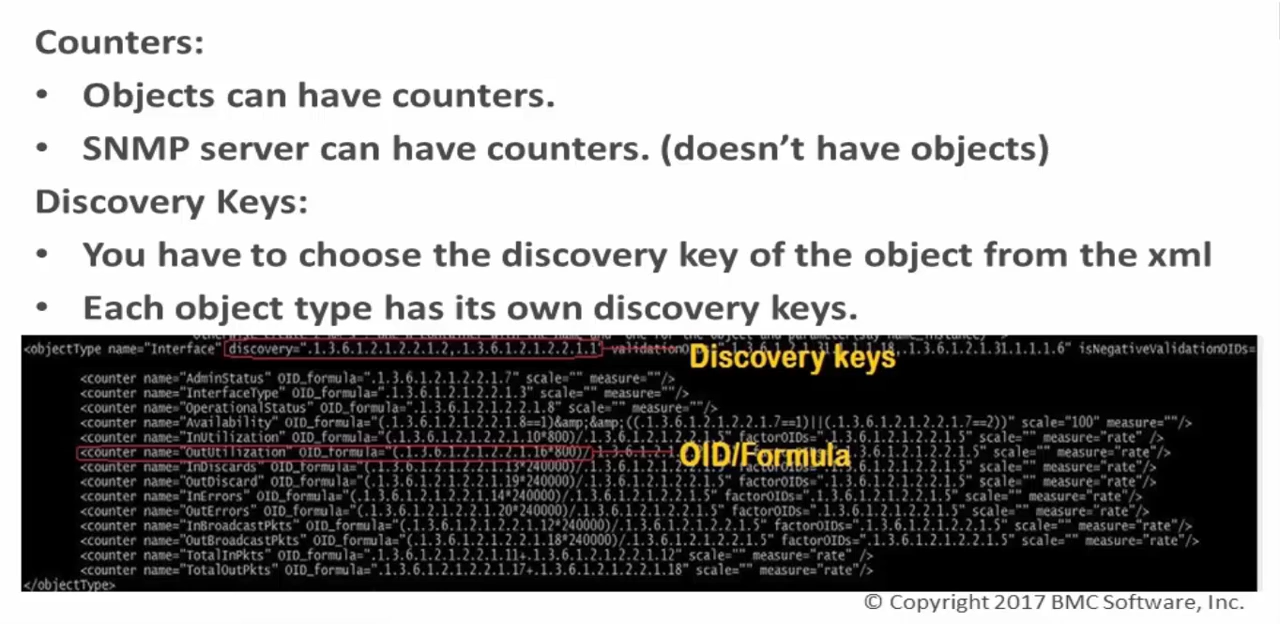 Counters:
• Objects can have counters.
• SNMP server can have counters. (doesn't have objects)
Discovery Keys:
• You have to choose the discovery key of the object from the xml
• Each object type has its own discovery keys.
<objectType name="Interface" discovery=".1.3.6.1.2.1.2.2.1.2,.1.3.6.1.2.1.2.2.1.1" isNegativeValidationOIDs=
Discovery keys
<counter name="AdminStatus" OID_formula=".1.3.6.1.2.1.2.2.1.7" scale="" measure=""/>
<counter name="InterfaceType" OID_formula=".1.3.6.1.2.1.2.2.1.3" scale="" measure=""/>
<counter name="OperationalStatus" OID_formula=".1.3.6.1.2.1.2.2.1.8" scale="" measure=""/>
<counter name="Availability" OID_formula="(.1.3.6.1.2.1.2.2.1.8==1)&amp;&amp;((.1.3.6.1.2.1.2.2.1.7==1)||(.1.3.6.1.2.1.2.2.1.7==2))" scale="100" measure=""/>
<counter name="InUtilization" OID_formula="(.1.3.6.1.2.1.2.2.1.10*800)/.1.3.6.1.2.1.2.2.1.5" factorOIDs=".1.3.6.1.2.1.2.2.1.5" scale="" measure="rate"/>
<counter name="OutUtilization" OID_formula="(.1.3.6.1.2.1.2.2.1.16*800)/ scale="" measure="rate"/>
OID/Formula
<counter name="InDiscards" OID_formula="(.1.3.6.1.2.1.2.2.1.13*240000)/.1.3.6.1.2.1.2.2.1.5" factorOIDs=".1.3.6.1.2.1.2.2.1.5" scale="" measure="rate"/>
<counter name="OutDiscard" OID_formula="(.1.3.6.1.2.1.2.2.1.19*240000)/.1.3.6.1.2.1.2.2.1.5" factorOIDs=".1.3.6.1.2.1.2.2.1.5" scale="" measure="rate"/>
<counter name="InErrors" OID_formula="(.1.3.6.1.2.1.2.2.1.14*240000)/.1.3.6.1.2.1.2.2.1.5" factorOIDs=".1.3.6.1.2.1.2.2.1.5" scale="" measure="rate"/>
<counter name="OutErrors" OID_formula="(.1.3.6.1.2.1.2.2.1.20*240000)/.1.3.6.1.2.1.2.2.1.5" factorOIDs=".1.3.6.1.2.1.2.2.1.5" scale="" measure="rate"/>
<counter name="InBroadcastPkts" OID_formula="(.1.3.6.1.2.1.2.2.1.12*240000)/.1.3.6.1.2.1.2.2.1.5" factorOIDs=".1.3.6.1.2.1.2.2.1.5" scale="" measure="rate"/>
<counter name="OutBroadcastPkts" OID_formula="(.1.3.6.1.2.1.2.2.1.18*240000)/.1.3.6.1.2.1.2.2.1.5" factorOIDs=".1.3.6.1.2.1.2.2.1.5" scale="" measure="rate"/>
<counter name="TotalInPkts" OID_formula=".1.3.6.1.2.1.2.2.1.11+.1.3.6.1.2.1.2.2.1.12" scale="" measure="rate" />
<counter name="TotalOutPkts" OID_formula=".1.3.6.1.2.1.2.2.1.17+.1.3.6.1.2.1.2.2.1.18" scale="" measure="rate"/>
</objectType>
© Copyright 2017 BMC Software, Inc.